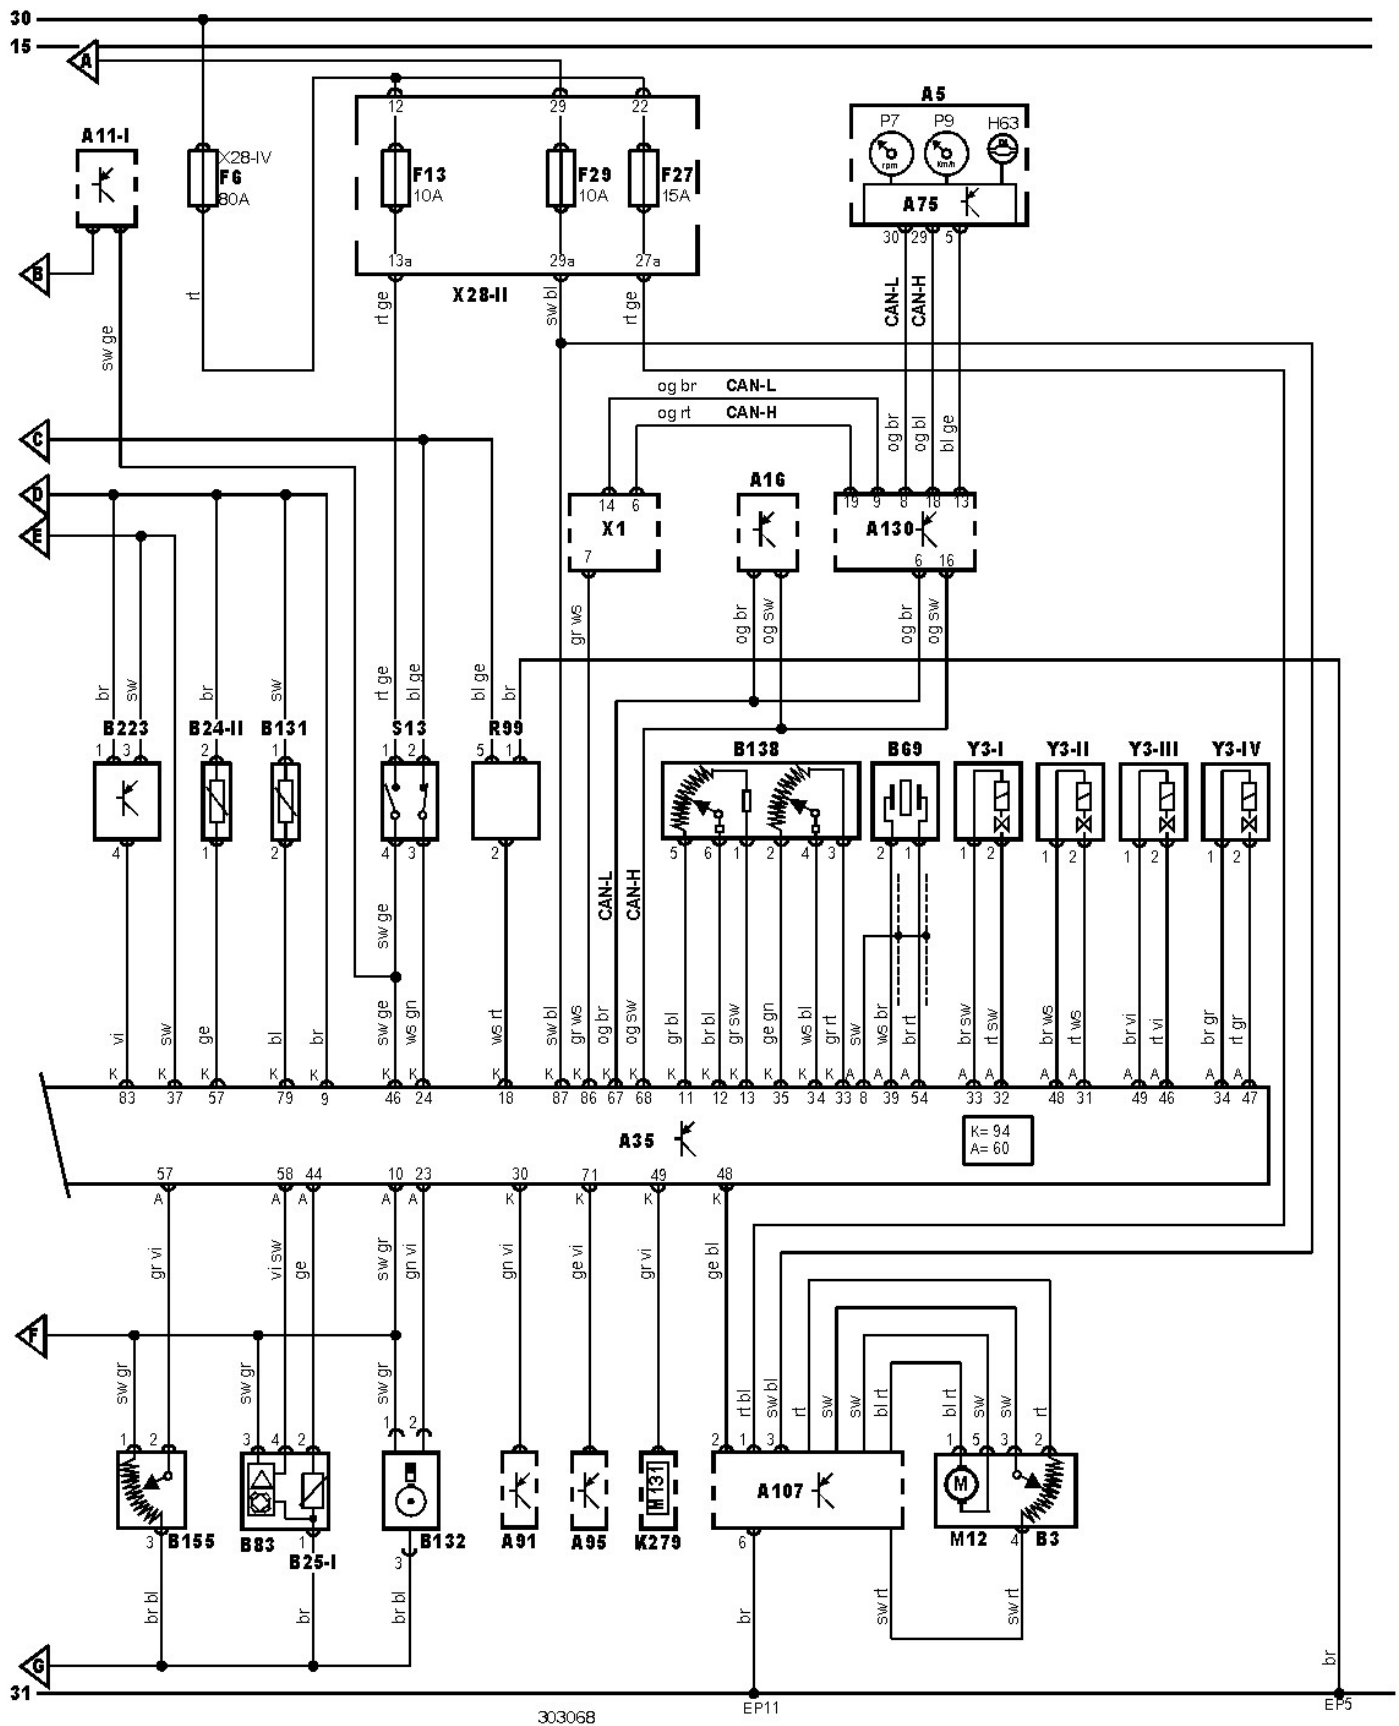 30
15
A
A11-I
X28-IV
F6
80A
12 29 22
F13
10A
F29
10A
F27
15A
13a 29a 27a
X28-II
A5
P7 P9 H63
rpm Km/h
A75
30 29 5
B
rt
rt ge
sw bl
rt ge
CAN-L
CAN-H
sw ge
og br CAN-L
og rt CAN-H
og br
og bl
bl ge
C
D
E
14 6
X1
7
A16
19 9 8 18 13
A130
6 16
gr ws
og br
og sw
og br
og sw
br
sw
br
sw
rt ge
bl ge
bl ge
br
B223 B24-II B131 S13 R99
1 3 2 1 1 2 5 1
B138 B69 Y3-I Y3-II Y3-III Y3-IV
4 1 2 4 3 2
5 6 1 2 4 3 2 1 1 2 1 2 1 2 1 2
CAN-L
CAN-H
sw ge
vi
sw
ge
bl
br
sw ge
ws gn
ws rt
sw bl
gr ws
og br
og sw
gr bl
br bl
gr sw
ge gn
ws bl
gr rt
sw
ws br
br rt
br sw
rt sw
br ws
rt ws
br vi
rt vi
br gr
rt gr
K K K K K K K K K K K K K K K K K K A A A A A A A A A A A
83 37 57 79 9 46 24 18 87 86 67 68 11 12 13 35 34 33 8 39 54 33 32 48 31 49 46 34 47
A35
K= 94
A= 60
57 58 44 10 23 30 71 49 48
A A A A A K K K K
gr vi
vi sw
ge
sw gr
gn vi
gn vi
ge vi
gr vi
ge bl
F
sw gr
sw gr
sw gr
rt bl
sw bl
rt
sw
sw
bl rt
bl rt
sw
sw
rt
1 2 3 4 2 1 2 2 1 3 1 5 3 2
M131
A107
M
3 B155
B83
1
B25-I
B132
3
A91 A95 K279
6
M12 4 B3
br bl
br
br bl
br
sw rt
sw rt
br
G
31
EP11
EP5
303068